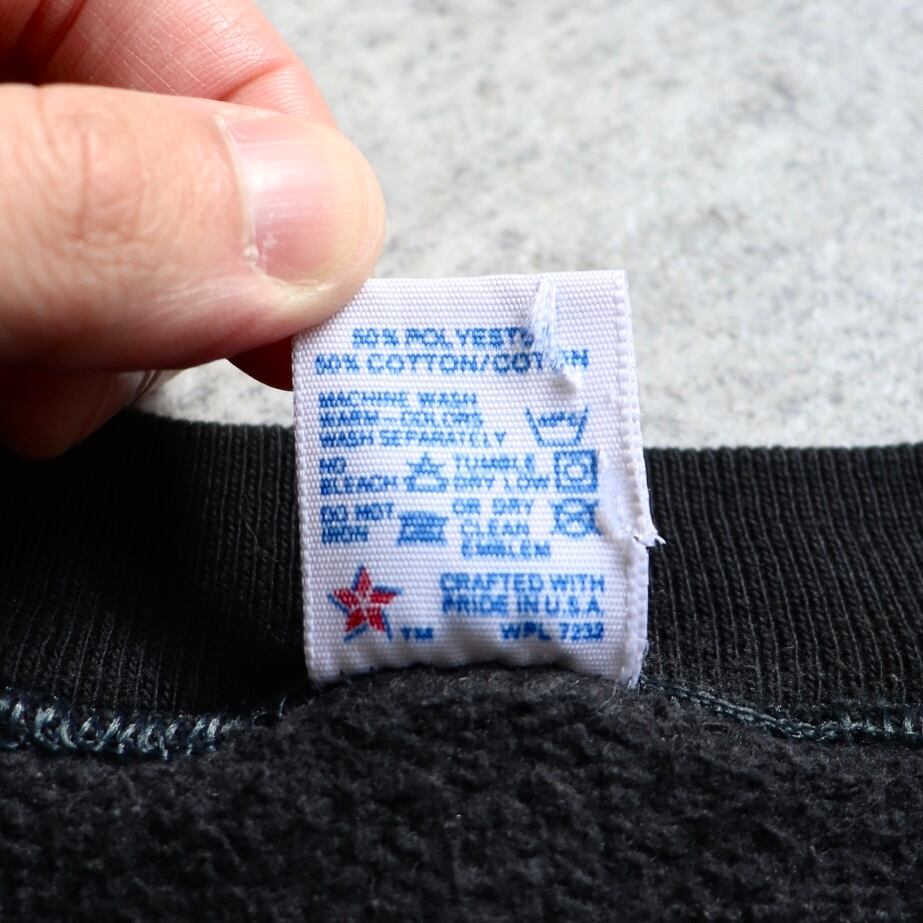 50% POLYESTER
50% COTTON/COTON
MACHINE WASH
WARM COLORS
WASH SEPARATELY
NO
BLEACH
TUMBLE
DRY LOW
DO NOT
IRON
OR DRY
CLEAN
EMBLEM
CRAFTED WITH
PRIDE IN U.S.A.
TM
WPL 7232